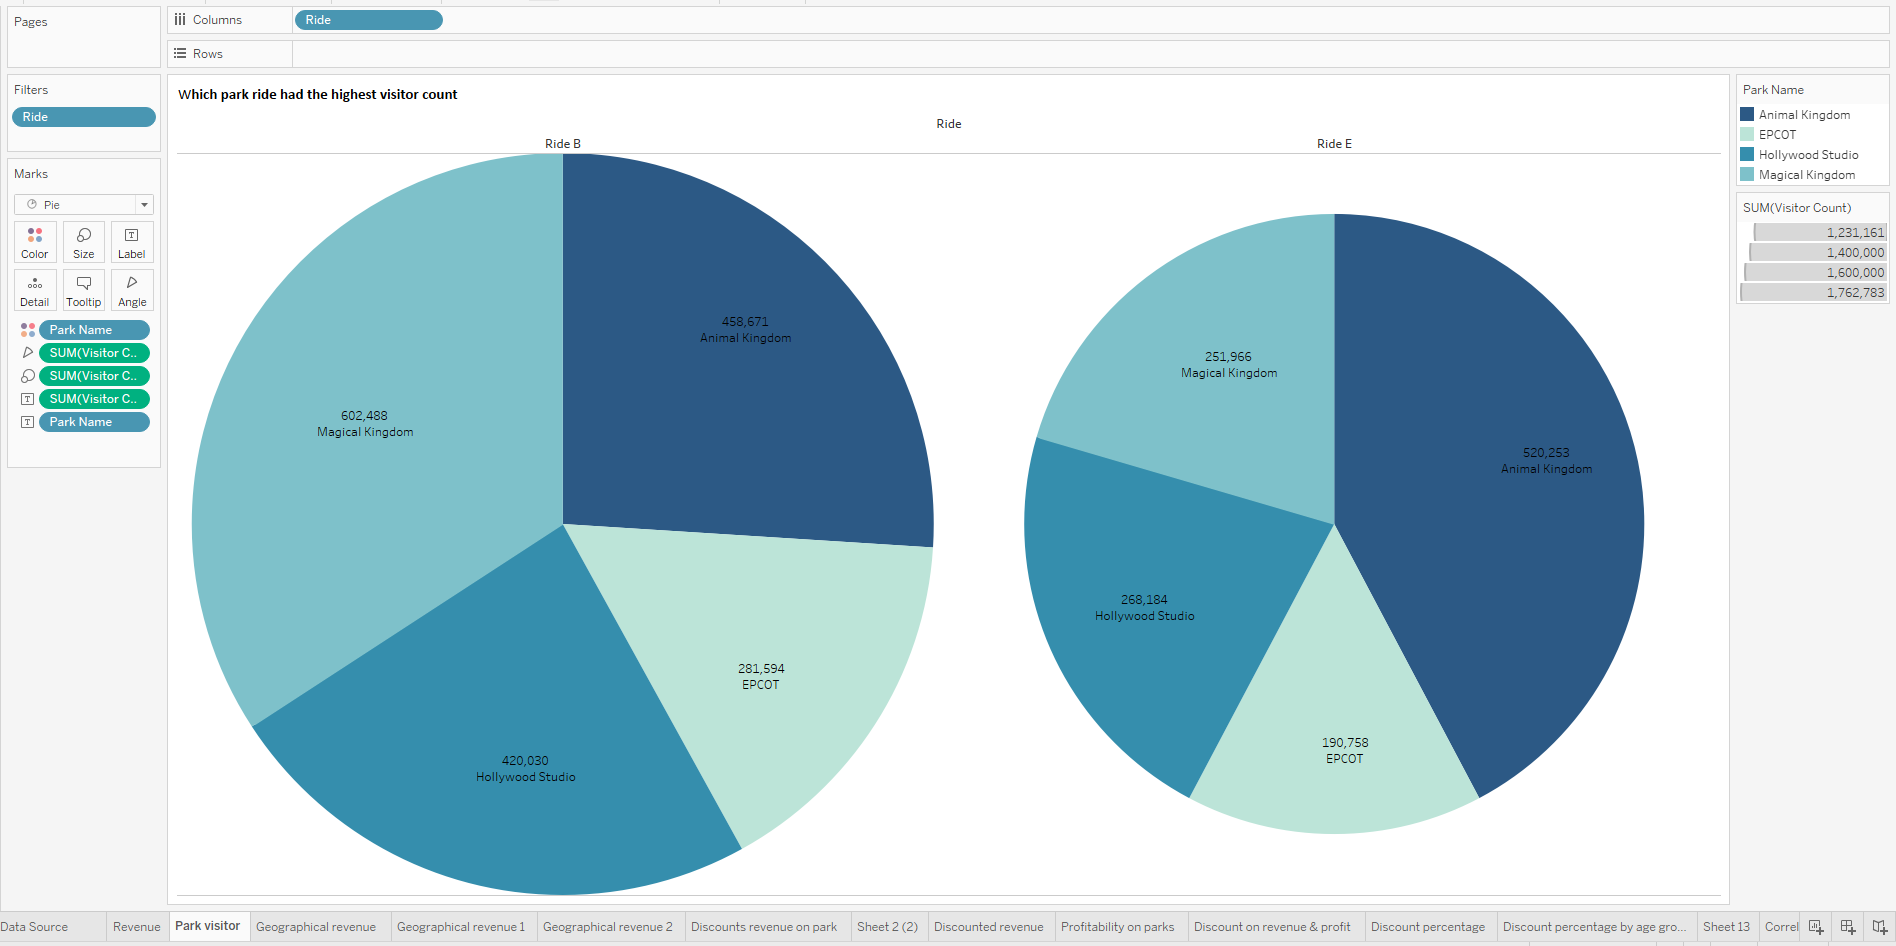 Pages
Columns
Ride
Rows
Filters
Ride
Marks
Pie
Color
Size
Label
Detail
Tooltip
Angle
Park Name
SUM(Visitor C..
SUM(Visitor C..
SUM(Visitor C..
Park Name
Which park ride had the highest visitor count
Ride
Ride B
Ride E
458,671
Animal Kingdom
602,488
Magical Kingdom
281,594
EPCOT
420,030
Hollywood Studio
251,966
Magical Kingdom
520,253
Animal Kingdom
268,184
Hollywood Studio
190,758
EPCOT
Park Name
Animal Kingdom
EPCOT
Hollywood Studio
Magical Kingdom
SUM(Visitor Count)
1,231,161
1,400,000
1,600,000
1,762,783
Data Source
Revenue
Park visitor
Geographical revenue
Geographical revenue 1
Geographical revenue 2
Discounts revenue on park
Sheet 2 (2)
Discounted revenue
Profitability on parks
Discount on revenue & profit
Discount percentage
Discount percentage by age gro...
Sheet 13
Correl